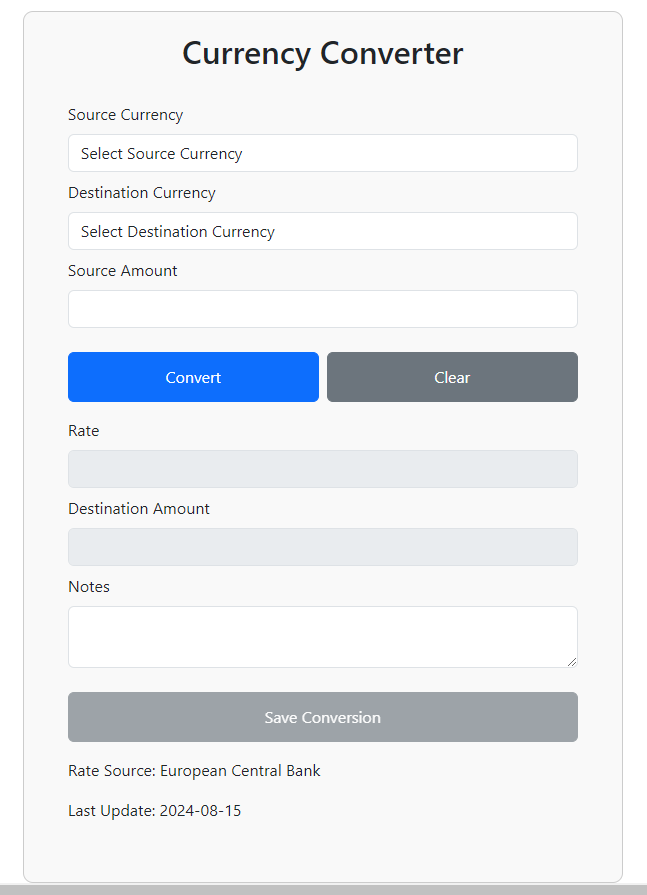 Currency Converter
Source Currency
Select Source Currency
Destination Currency
Select Destination Currency
Source Amount
Convert Clear
Rate
Destination Amount
Notes
Save Conversion
Rate Source: European Central Bank
Last Update: 2024-08-15